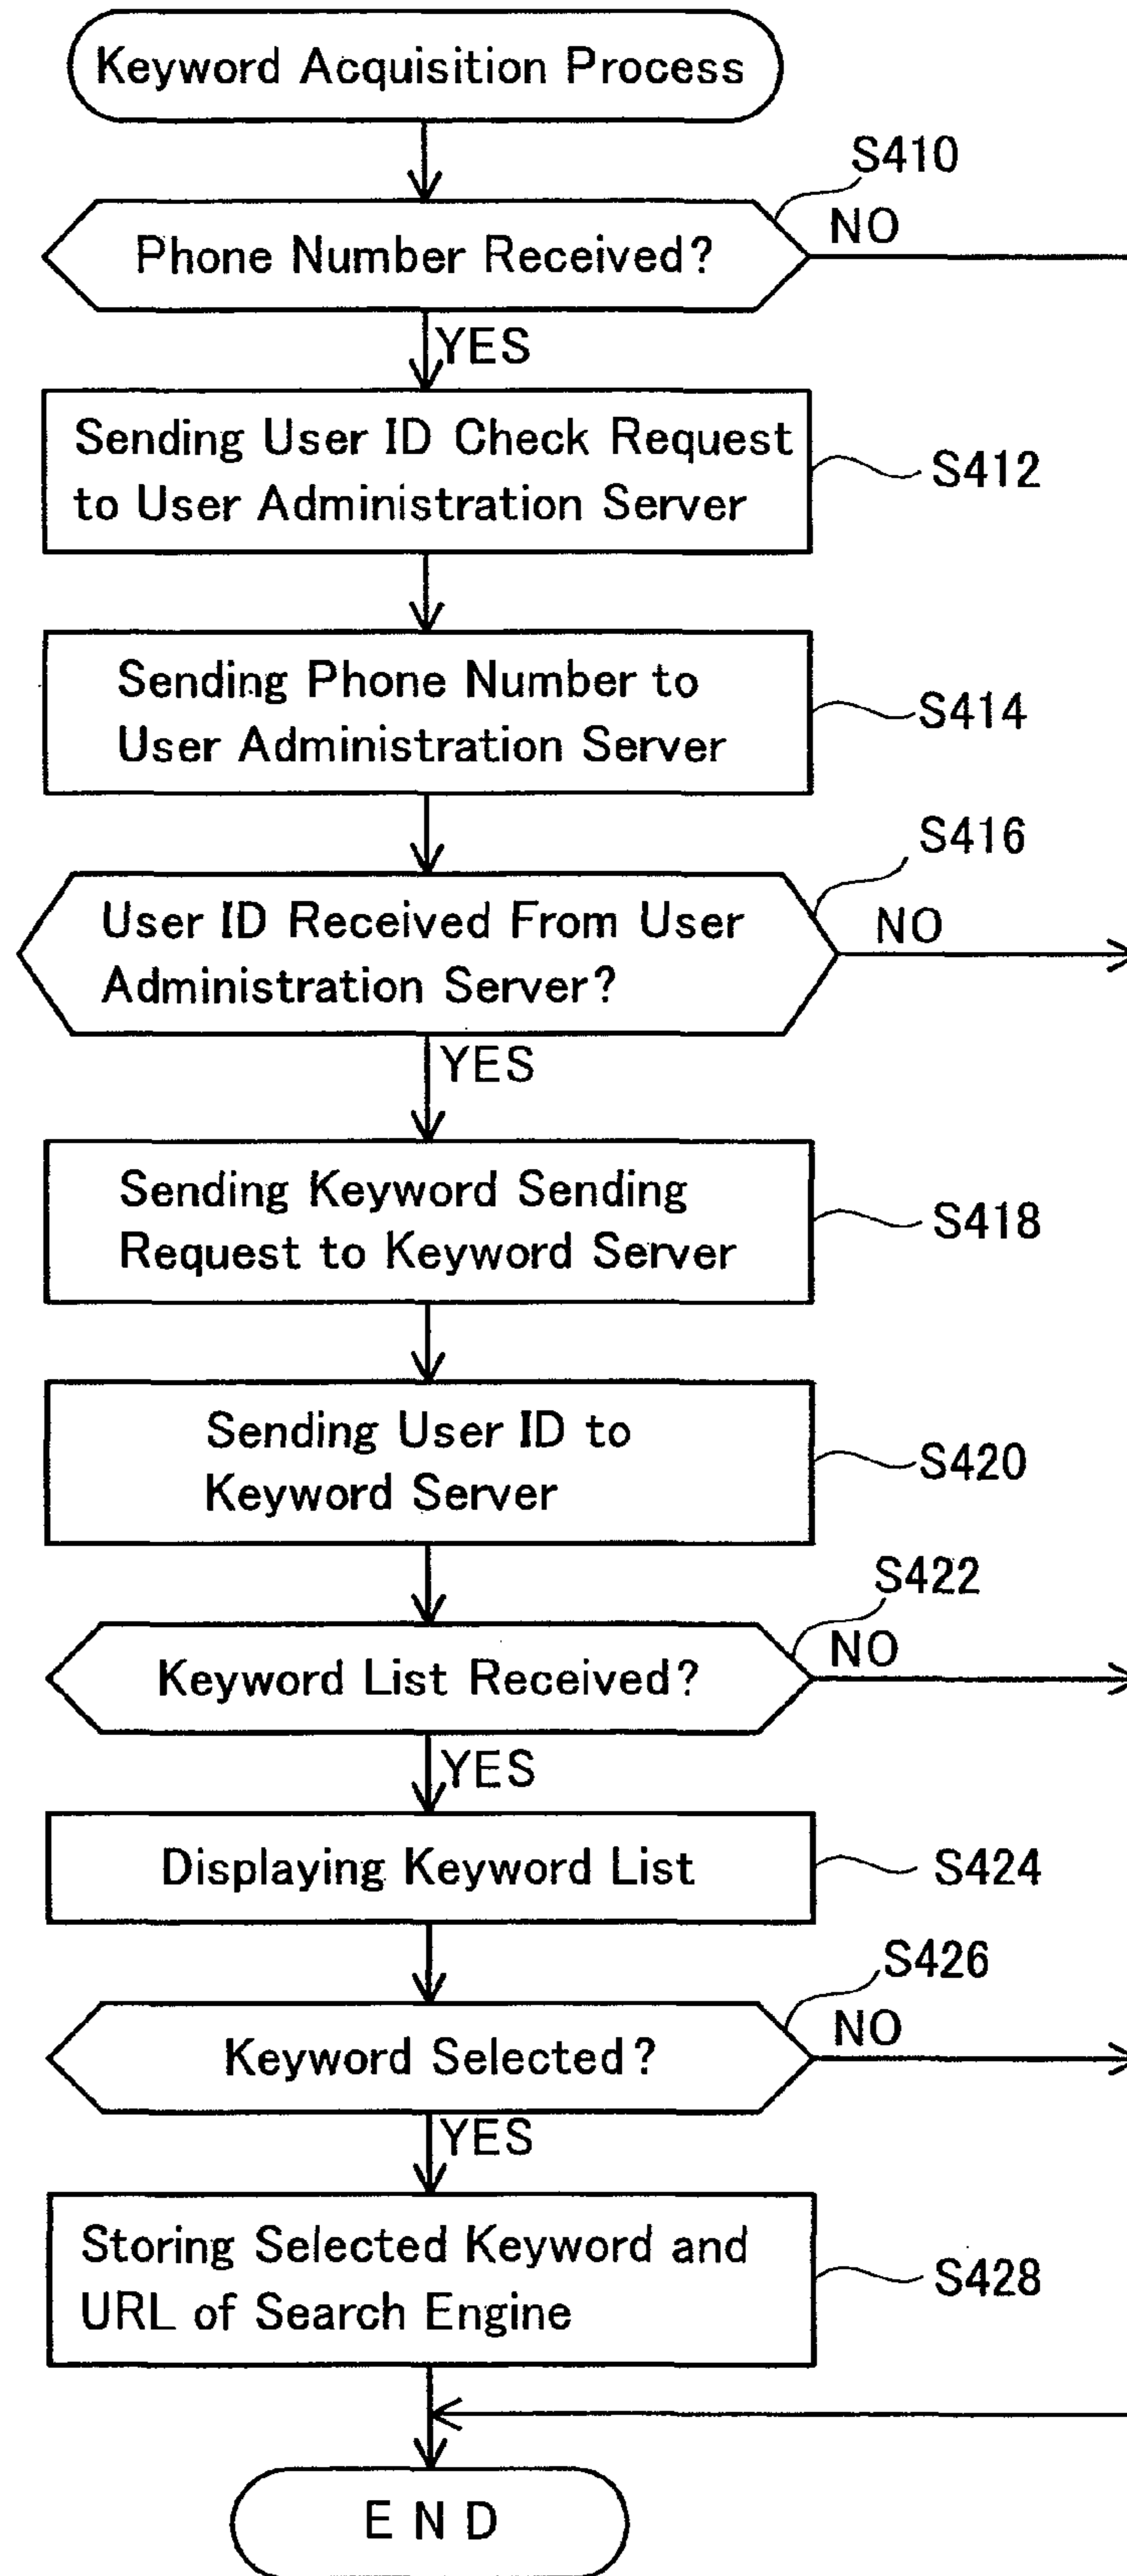 Keyword Acquisition Process
S410
Phone Number Received?
NO
YES
Sending User ID Check Request
to User Administration Server
S412
Sending Phone Number to
User Administration Server
S414
S416
User ID Received From User
Administration Server?
NO
YES
Sending Keyword Sending
Request to Keyword Server
S418
Sending User ID to
Keyword Server
S420
S422
Keyword List Received?
NO
YES
Displaying Keyword List
S424
S426
Keyword Selected?
NO
YES
Storing Selected Keyword and
URL of Search Engine
S428
END